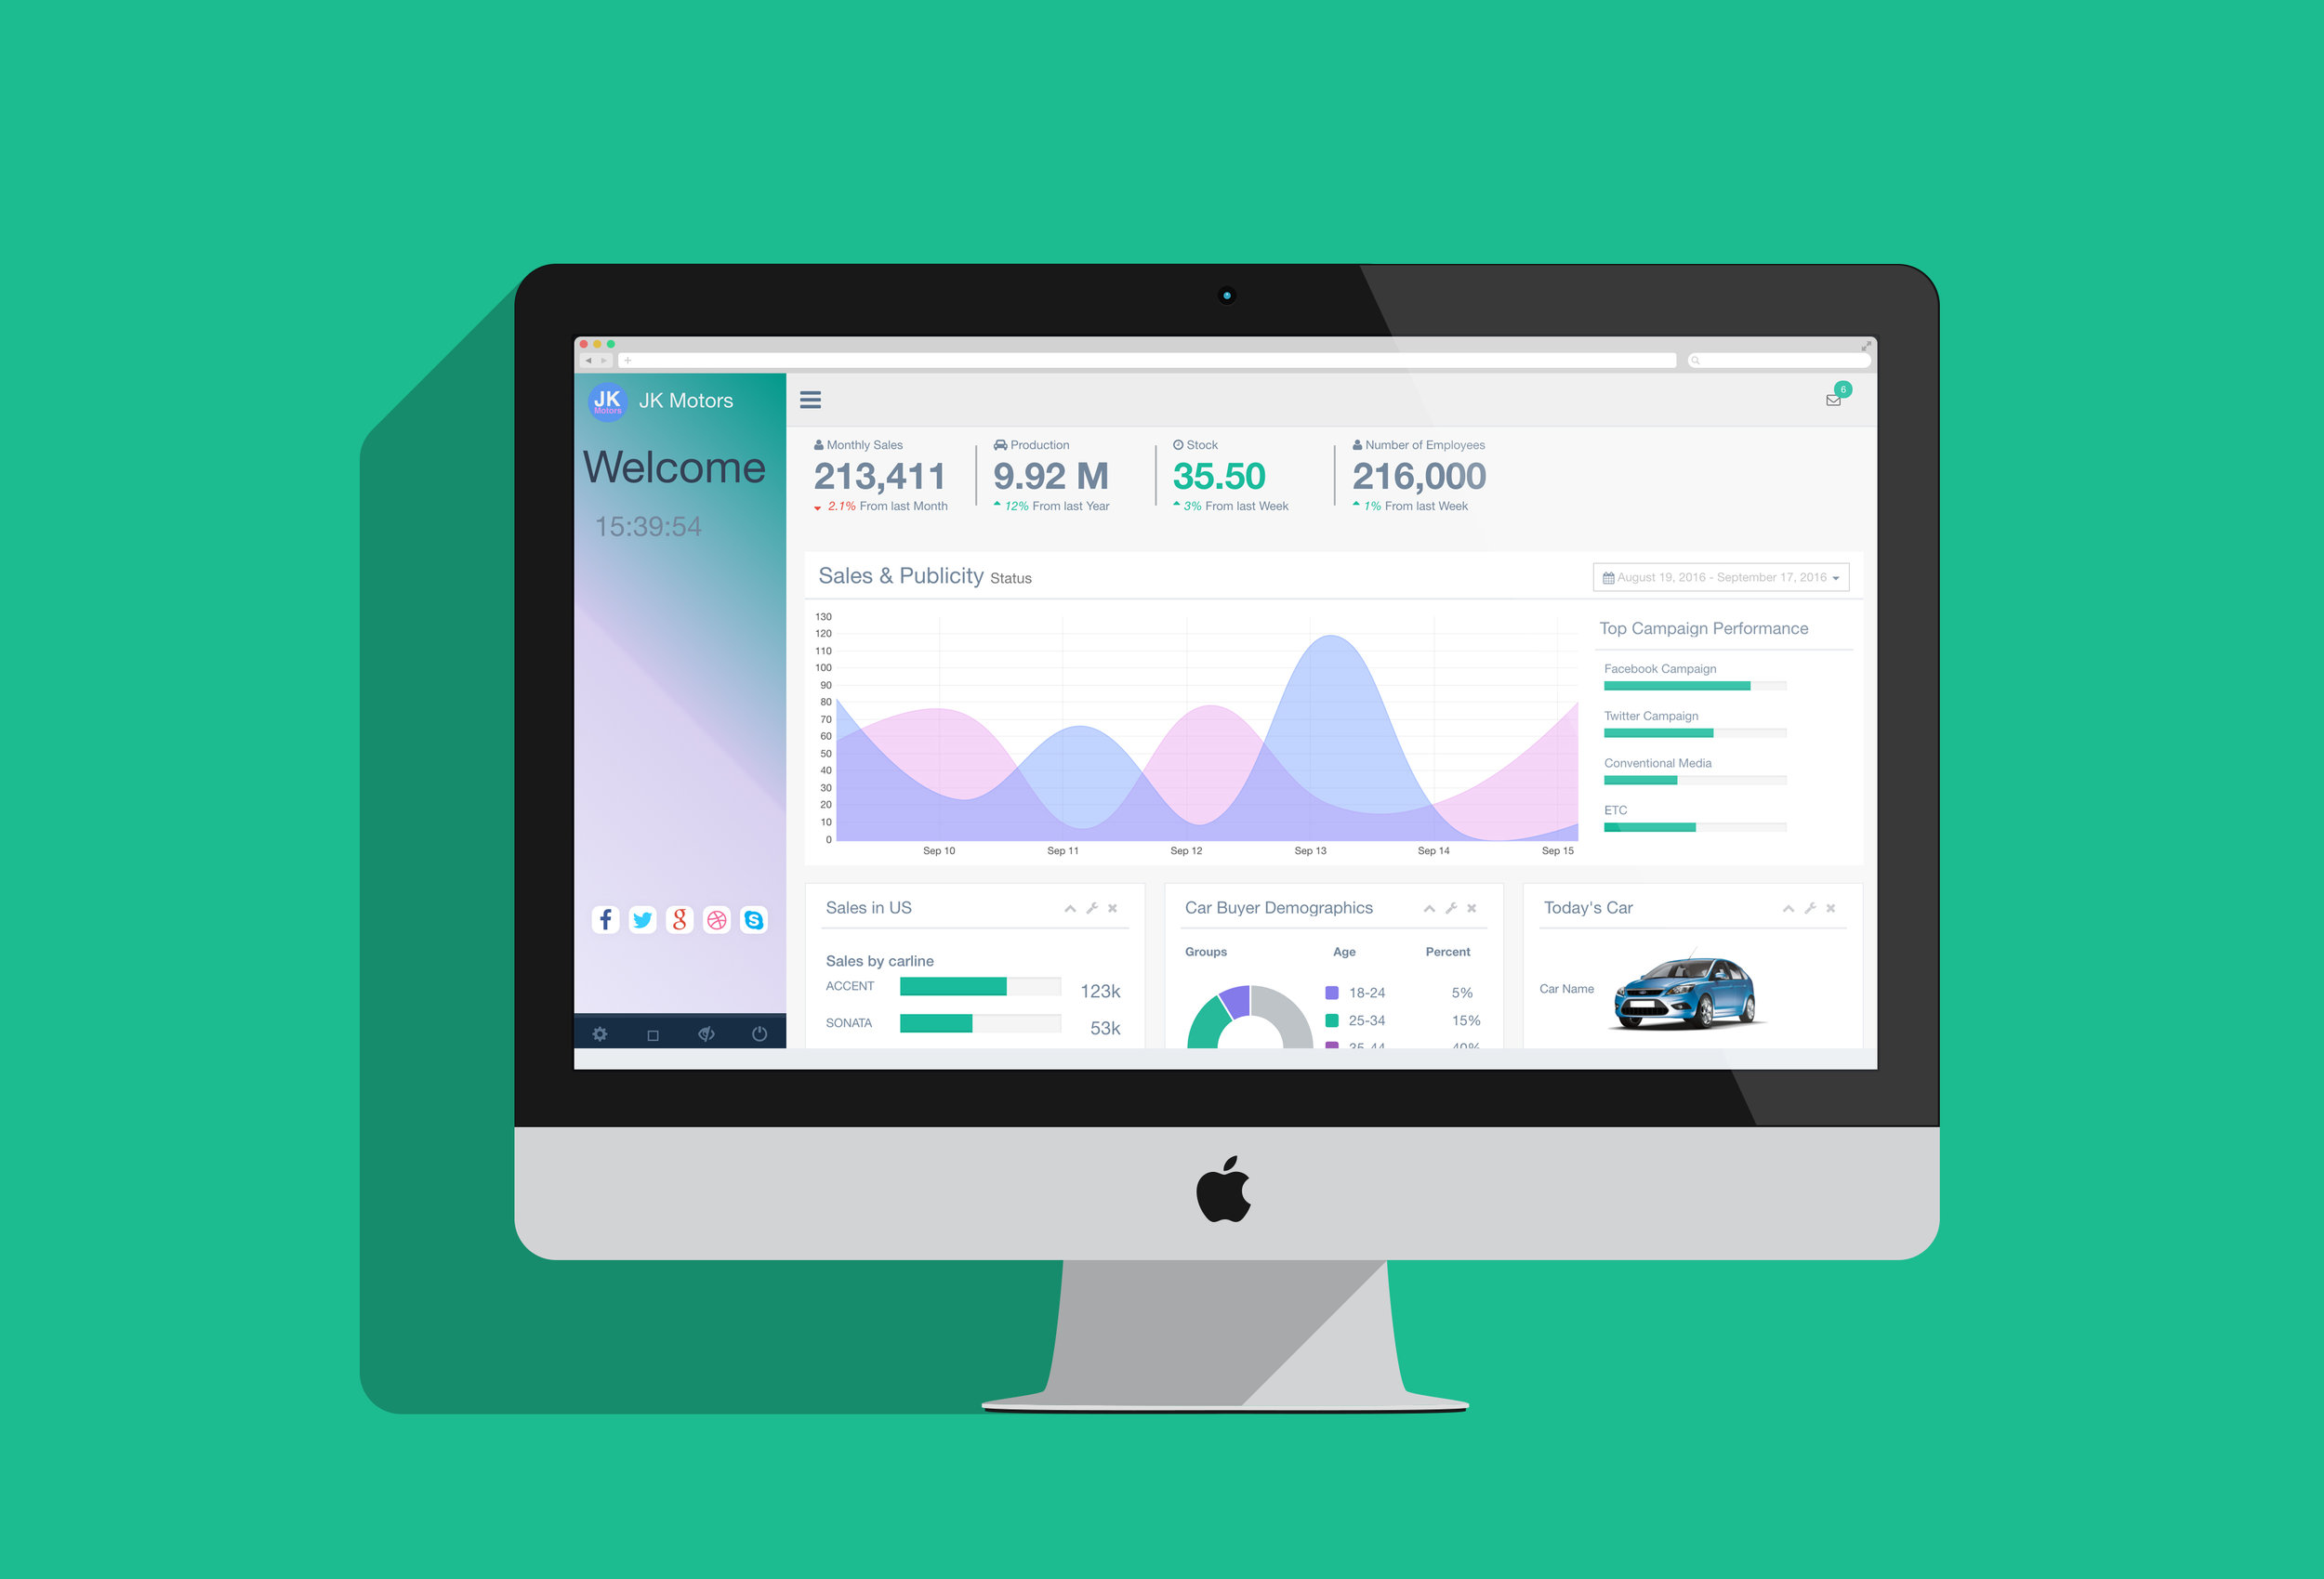 JK
Motors
JK Motors
6
Welcome
15:39:54
Monthly Sales
213,411
2.1% From last Month
Production
9.92 M
12% From last Year
Stock
35.50
3% From last Week
Number of Employees
216,000
1% From last Week
Sales & Publicity Status
August 19, 2016 - September 17, 2016
130
120
110
100
90
80
70
60
50
40
30
20
10
0
Sep 10
Sep 11
Sep 12
Sep 13
Sep 14
Sep 15
Top Campaign Performance
Facebook Campaign
Twitter Campaign
Conventional Media
ETC
Sales in US
Sales by carline
ACCENT
123k
SONATA
53k
Car Buyer Demographics
Groups Age Percent
18-24 5%
25-34 15%
35-44 40%
Today's Car
Car Name